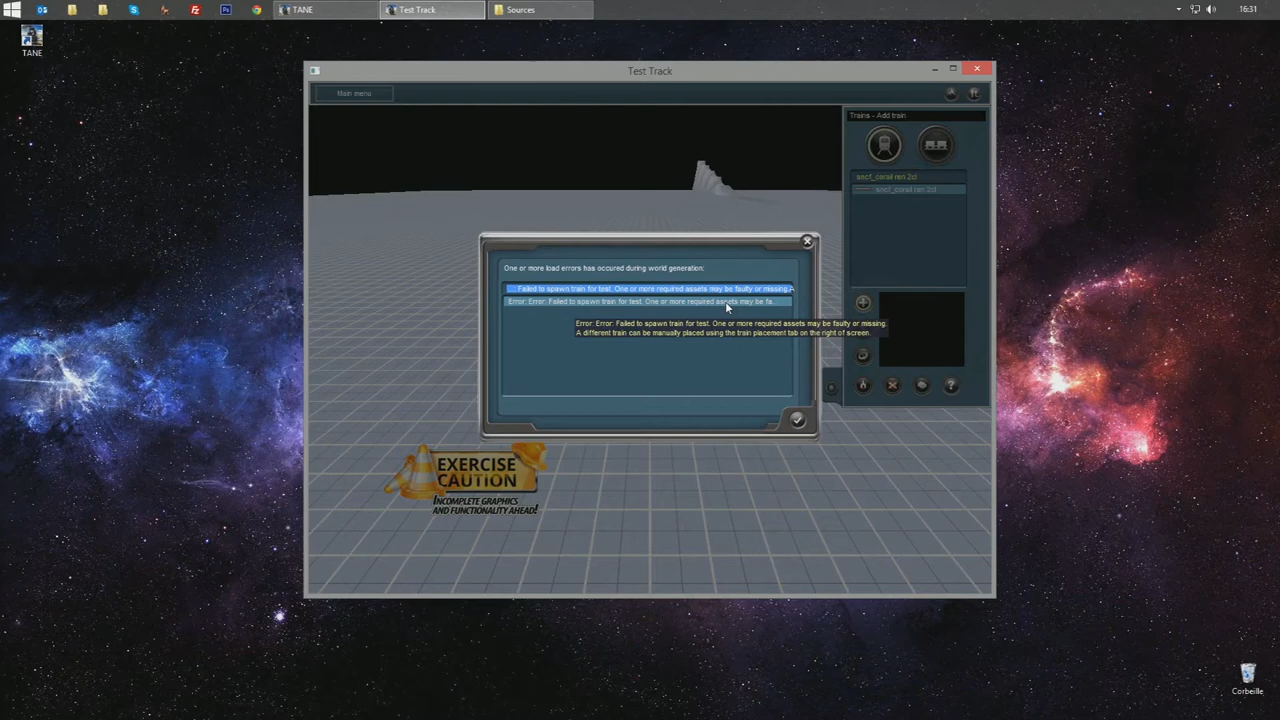 TANE
Test Track
Sources
16:31
TANE
Test Track
Main menu
Trains - Add train
sncf_corail ren 2cl
sncf_corail ren 2cl
One or more load errors has occured during world generation:
Failed to spawn train for test. One or more required assets may be faulty or missing.A
Error: Error: Failed to spawn train for test. One or more required assets may be fa...
Error: Error: Failed to spawn train for test. One or more required assets may be faulty or missing.
A different train can be manually placed using the train placement tab on the right of screen.
EXERCISE
CAUTION
INCOMPLETE GRAPHICS
AND FUNCTIONALITY AHEAD!
Corbeille